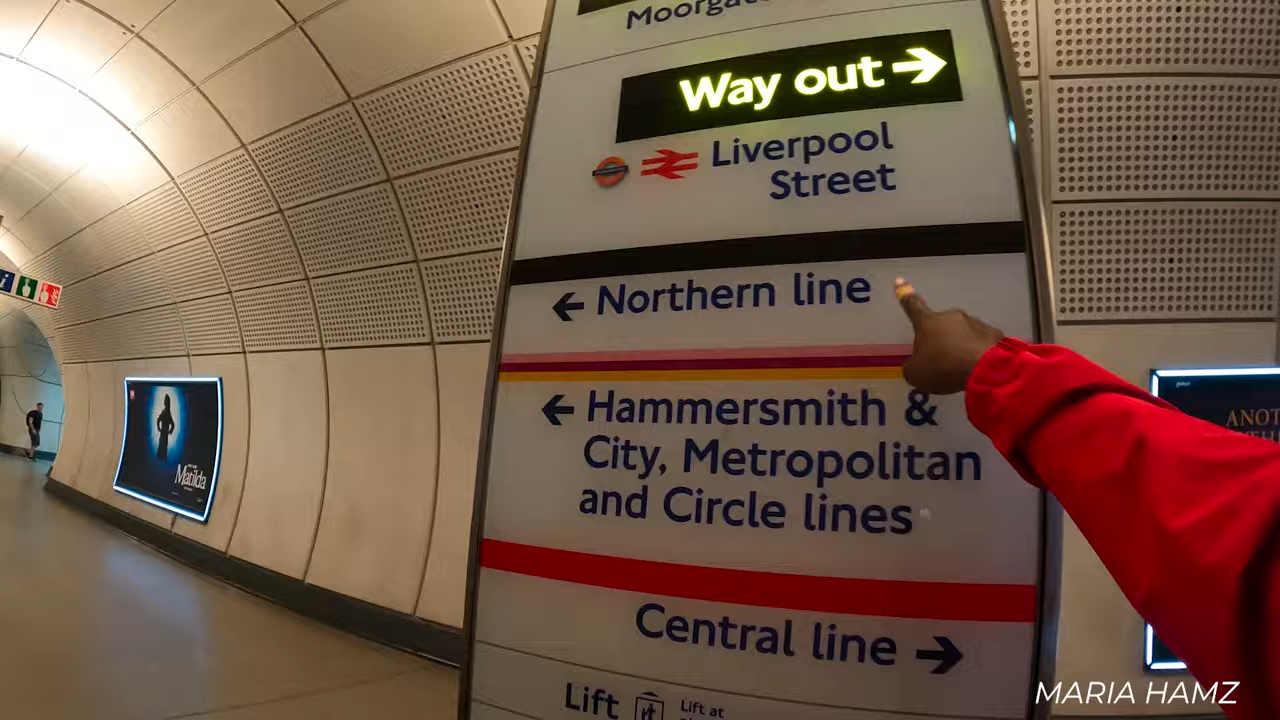 Moorgate
Way out →
Liverpool
Street
← Northern line
← Hammersmith &
City, Metropolitan
and Circle lines
Central line →
Lift
Lift at
Matilda
ANOT
MARIA HAMZ